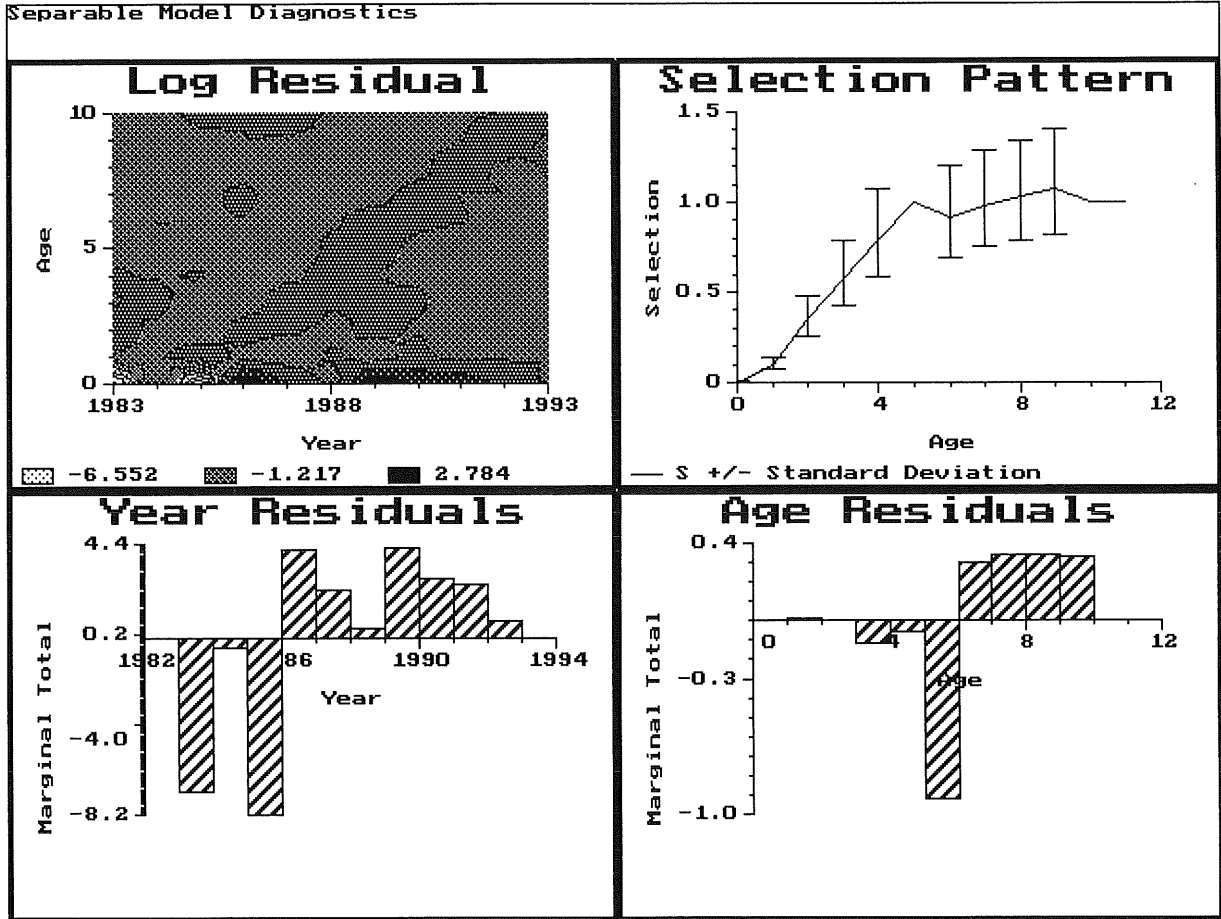 Separable Model Diagnostics
Log Residual
10
5
0
Age
1983 1988 1993
Year
-6.552 -1.217 2.784
Selection Pattern
1.5
1.0
0.5
0
Selection
0 4 8 12
Age
S +/- Standard Deviation
Year Residuals
4.4
0.2
-4.0
-8.2
Marginal Total
1982 86 1990 1994
Year
Age Residuals
0.4
-0.3
-1.0
Marginal Total
0 4 8 12
Age